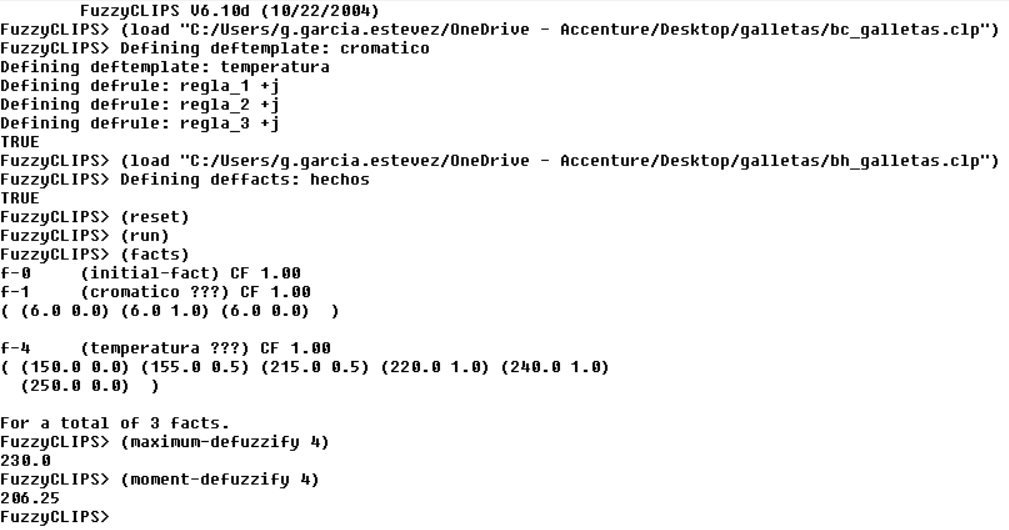 FuzzyCLIPS V6.10d (10/22/2004)
FuzzyCLIPS> (load "C:/Users/g.garcia.estevez/OneDrive - Accenture/Desktop/galletas/bc_galletas.clp")
FuzzyCLIPS> Defining deftemplate: cromatico
Defining deftemplate: temperatura
Defining defrule: regla_1 +j
Defining defrule: regla_2 +j
Defining defrule: regla_3 +j
TRUE
FuzzyCLIPS> (load "C:/Users/g.garcia.estevez/OneDrive - Accenture/Desktop/galletas/bh_galletas.clp")
FuzzyCLIPS> Defining deffacts: hechos
TRUE
FuzzyCLIPS> (reset)
FuzzyCLIPS> (run)
FuzzyCLIPS> (facts)
f-0     (initial-fact) CF 1.00
f-1     (cromatico ???) CF 1.00
( (6.0 0.0) (6.0 1.0) (6.0 0.0)  )
f-4     (temperatura ???) CF 1.00
( (150.0 0.0) (155.0 0.5) (215.0 0.5) (220.0 1.0) (240.0 1.0)
(250.0 0.0)  )
For a total of 3 facts.
FuzzyCLIPS> (maximum-defuzzify 4)
230.0
FuzzyCLIPS> (moment-defuzzify 4)
206.25
FuzzyCLIPS>